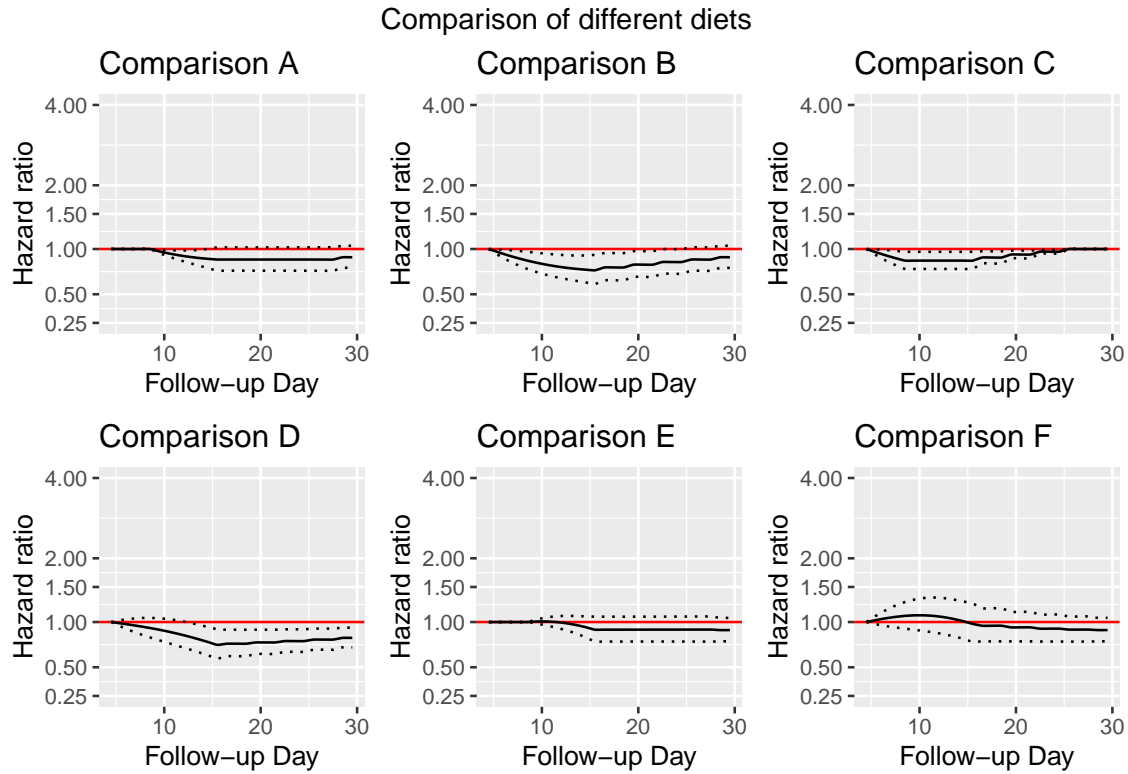 Comparison of different diets
Comparison A
Comparison B
Comparison C
4.00
2.00
1.50
1.00
0.50
0.25
Hazard ratio
10
20
30
Follow−up Day
4.00
2.00
1.50
1.00
0.50
0.25
Hazard ratio
10
20
30
Follow−up Day
4.00
2.00
1.50
1.00
0.50
0.25
Hazard ratio
10
20
30
Follow−up Day
Comparison D
Comparison E
Comparison F
4.00
2.00
1.50
1.00
0.50
0.25
Hazard ratio
10
20
30
Follow−up Day
4.00
2.00
1.50
1.00
0.50
0.25
Hazard ratio
10
20
30
Follow−up Day
4.00
2.00
1.50
1.00
0.50
0.25
Hazard ratio
10
20
30
Follow−up Day